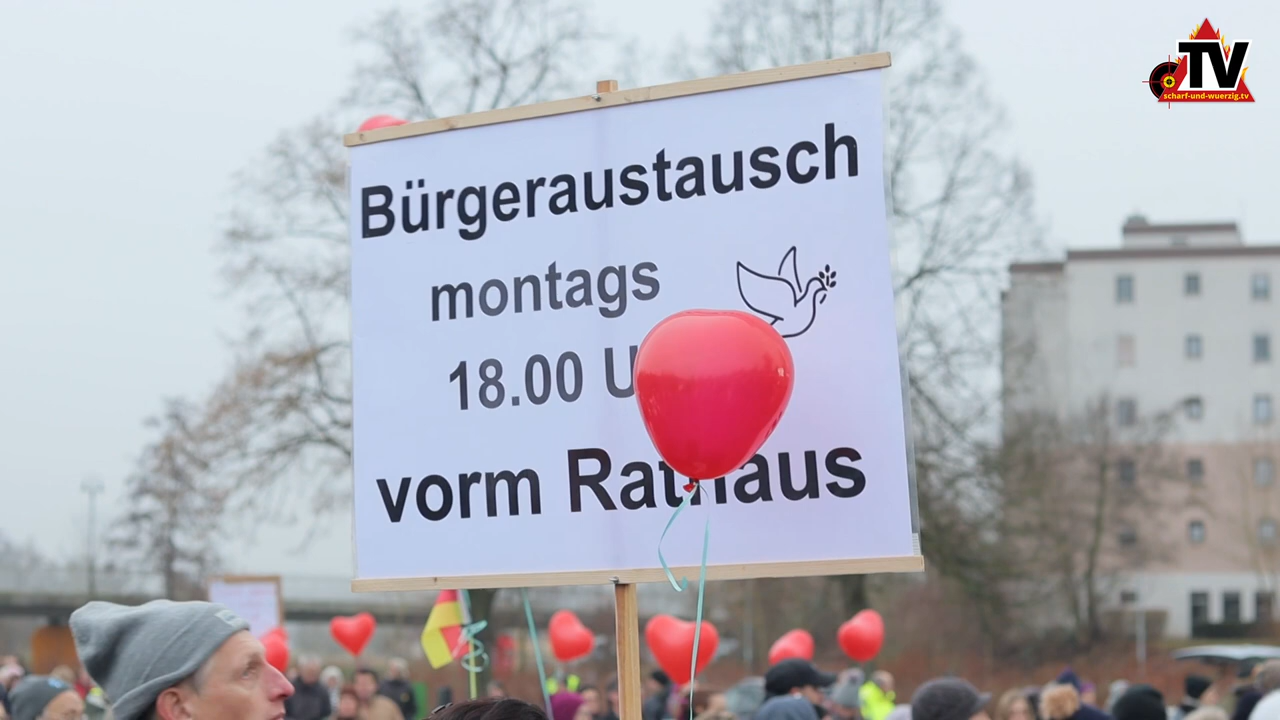 TV
scharf-und-wuerzig.tv
Bürgeraustausch
montags
18.00 U
vorm Rathaus